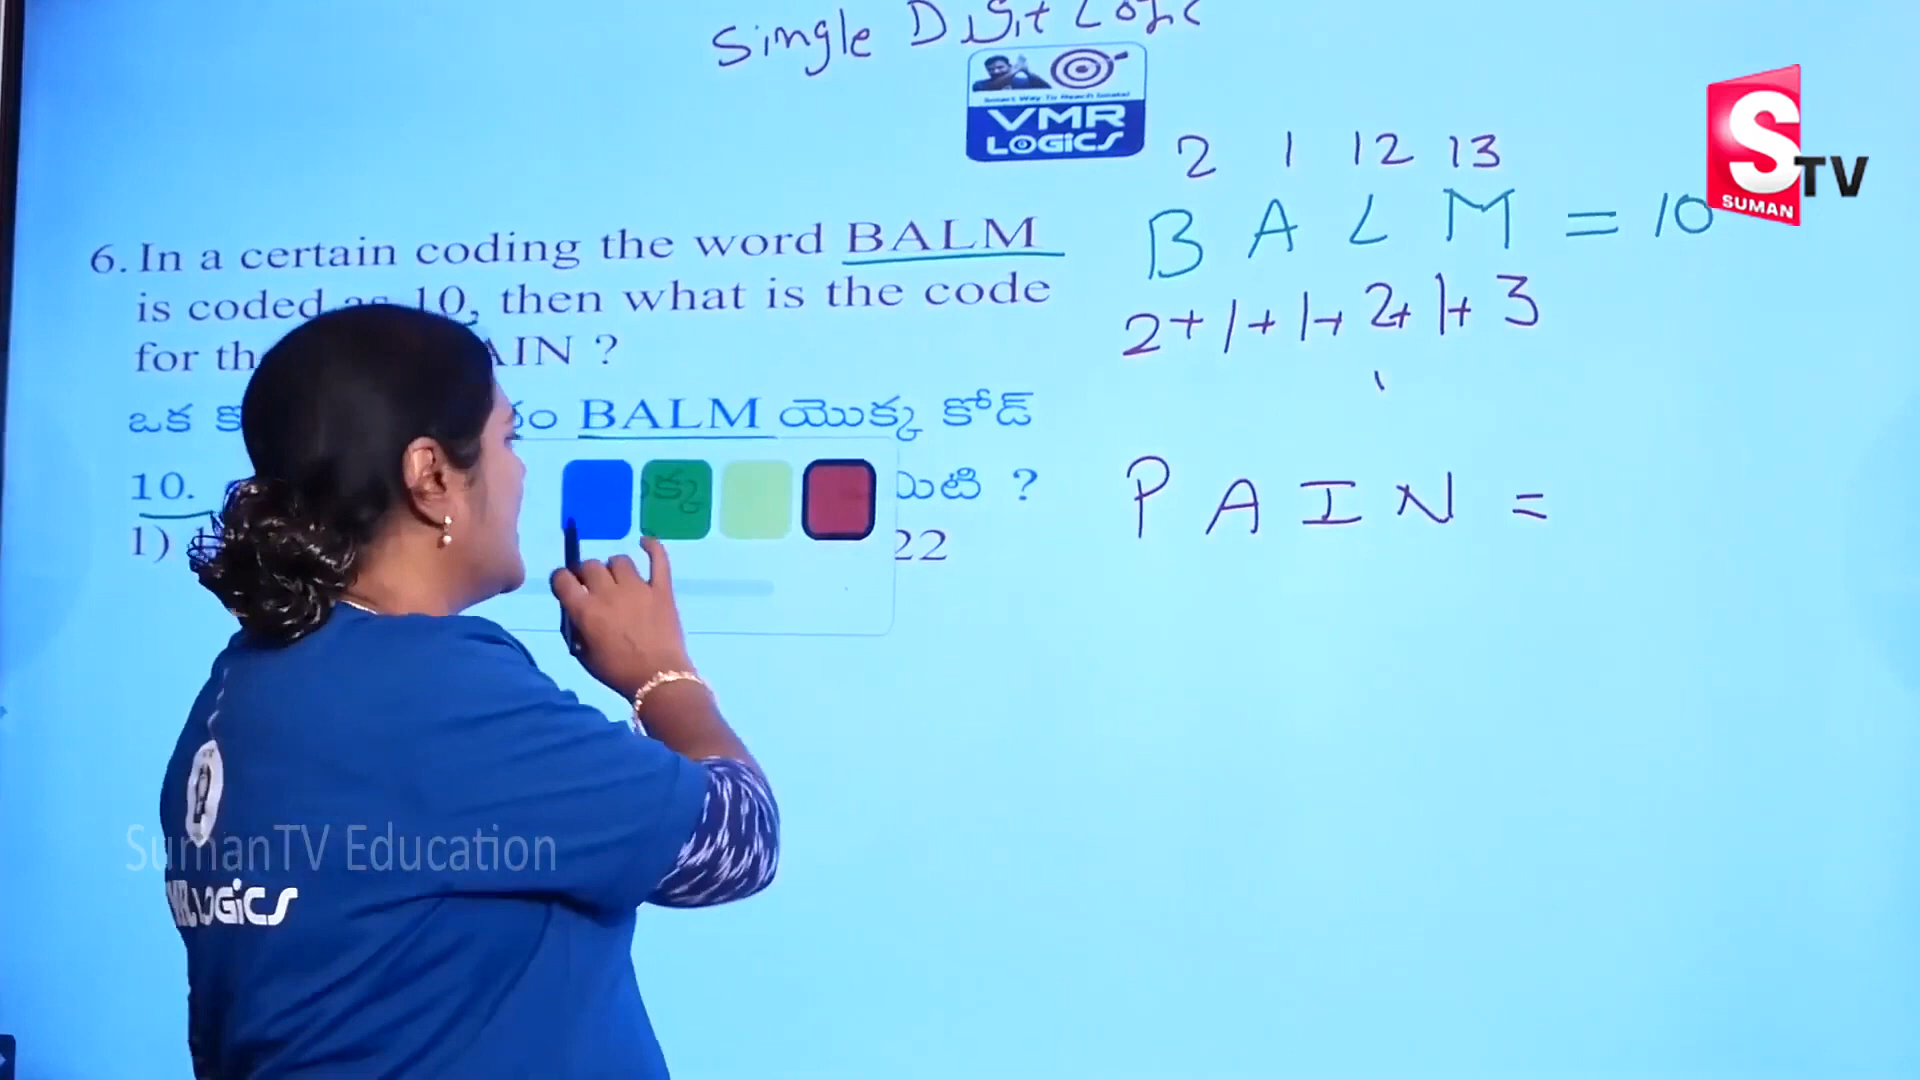 Single Digit Logic
VMR
LOGiCS
2 1 12 13
B A L M = 10
2+1+1+2+1+3
P A I N =
S TV
SUMAN
6. In a certain coding the word BALM
is coded as 10, then what is the code
for th AIN ?
ఒక BALM యొక్క కోడ్
10. ?
1) 22
SumanTV Education
LOGiCS